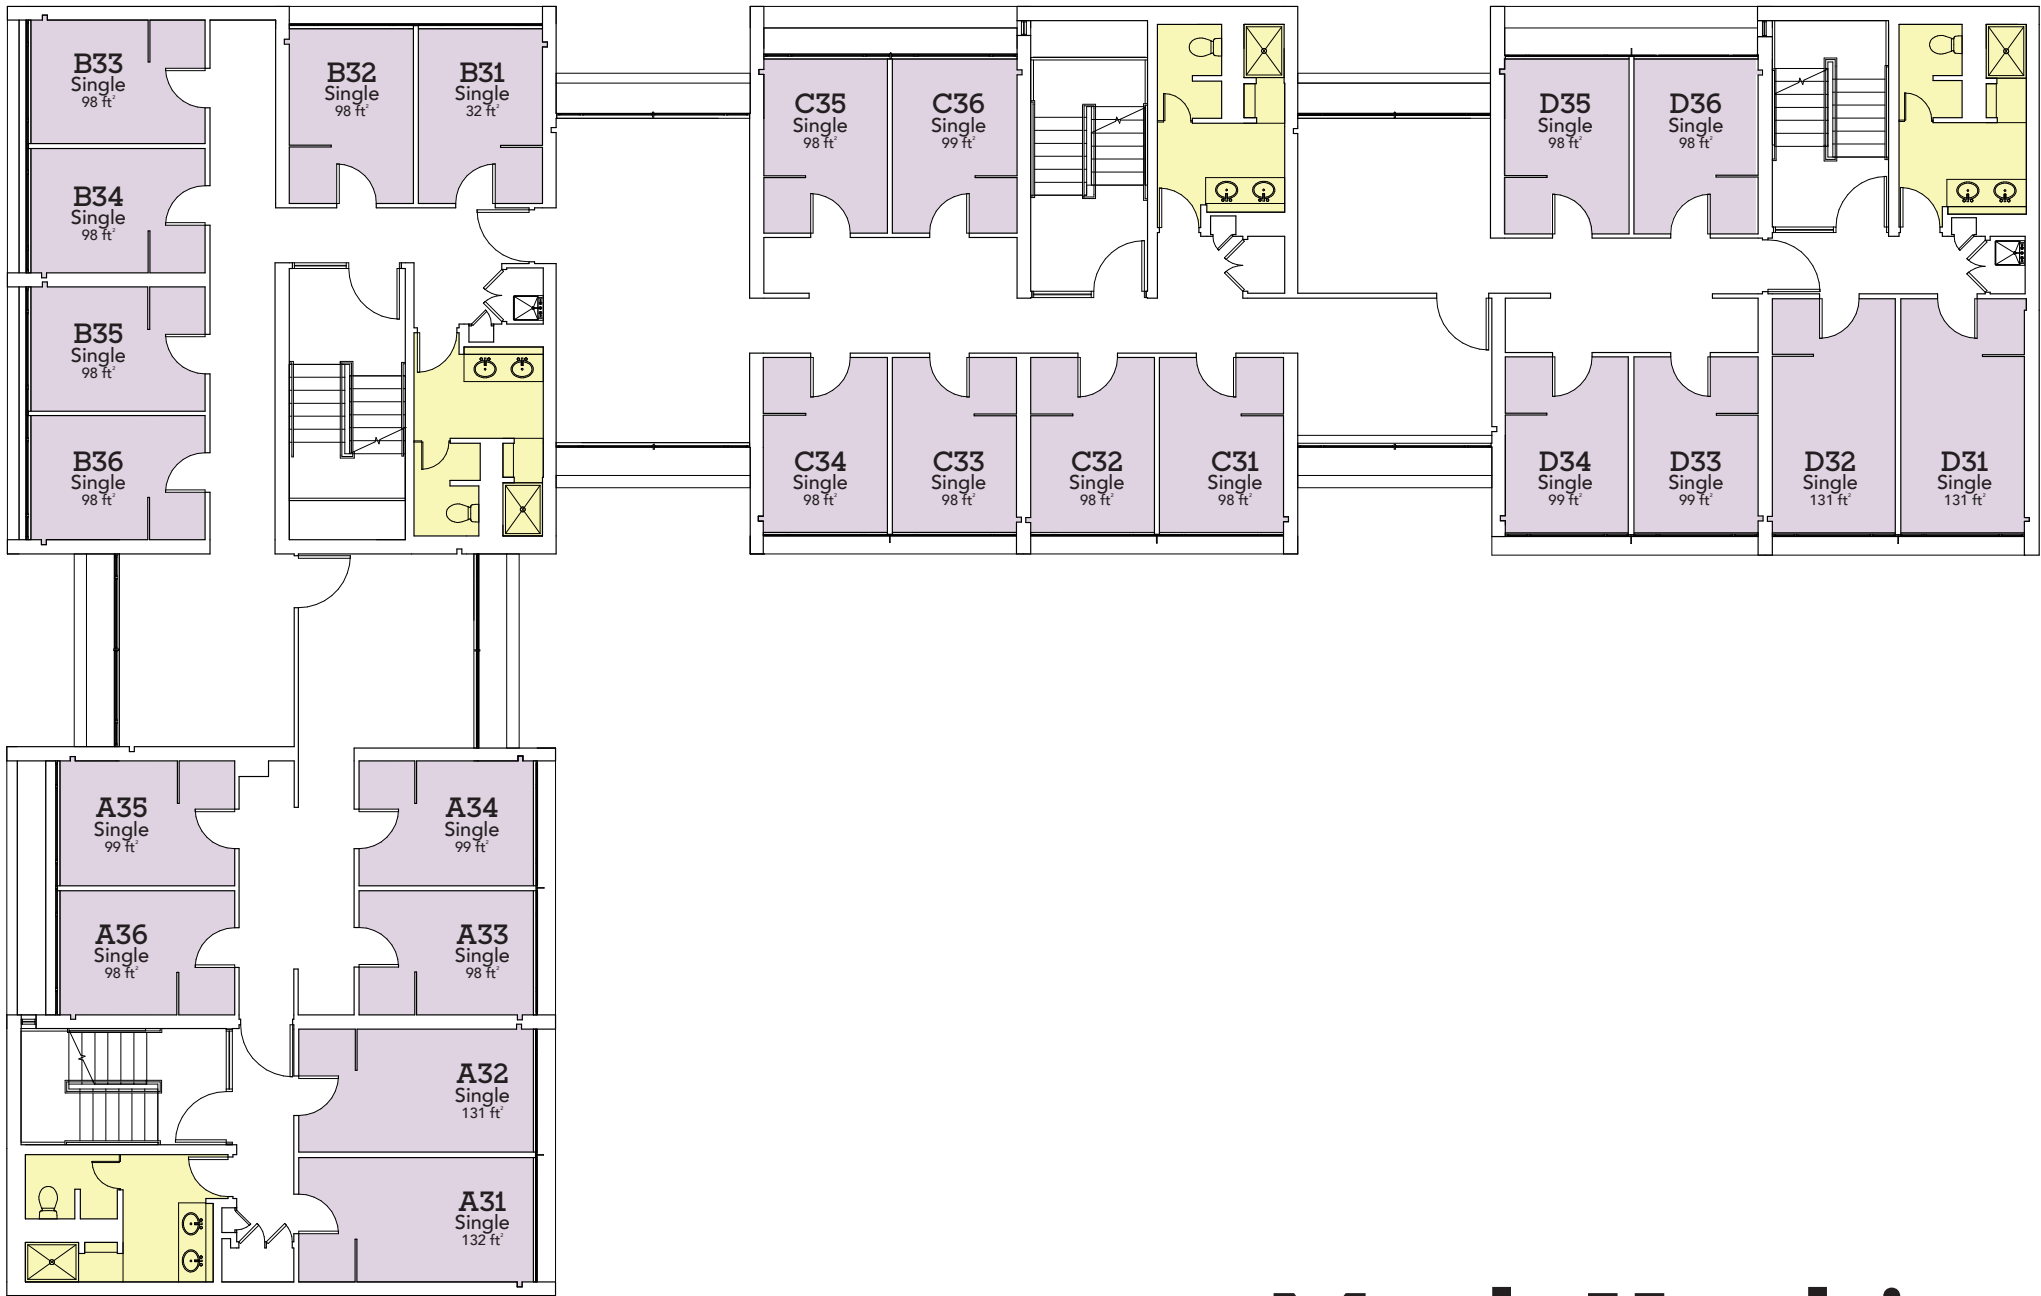 B33
Single
98 ft²
B32
Single
98 ft²
B31
Single
32 ft²
B34
Single
98 ft²
B35
Single
98 ft²
B36
Single
98 ft²
C35
Single
98 ft²
C36
Single
99 ft²
D35
Single
98 ft²
D36
Single
98 ft²
C34
Single
98 ft²
C33
Single
98 ft²
C32
Single
98 ft²
C31
Single
98 ft²
D34
Single
99 ft²
D33
Single
99 ft²
D32
Single
131 ft²
D31
Single
131 ft²
A35
Single
99 ft²
A34
Single
99 ft²
A36
Single
98 ft²
A33
Single
98 ft²
A32
Single
131 ft²
A31
Single
132 ft²